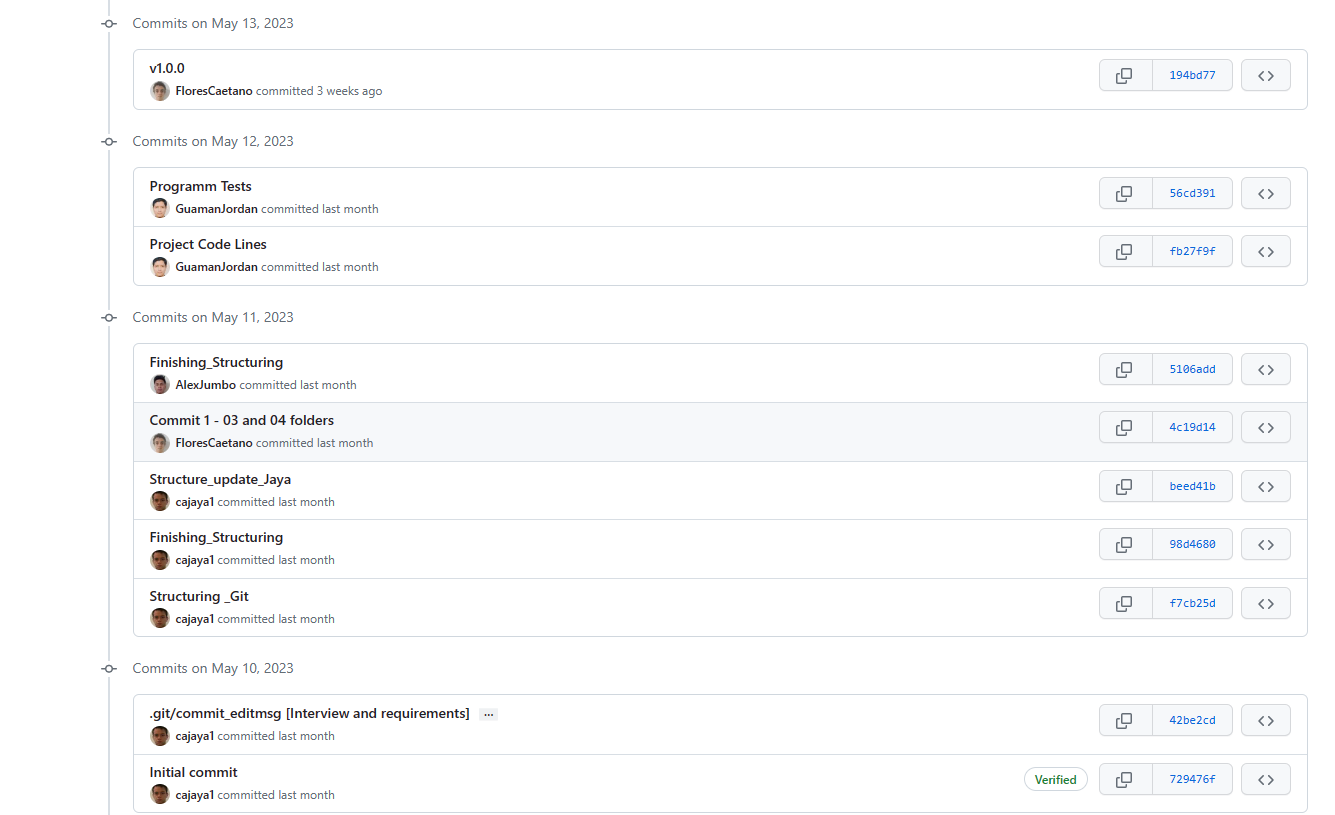 Commits on May 13, 2023
v1.0.0
194bd77
FloresCaetano committed 3 weeks ago
Commits on May 12, 2023
Programm Tests
56cd391
GuamanJordan committed last month
Project Code Lines
fb27f9f
GuamanJordan committed last month
Commits on May 11, 2023
Finishing_Structuring
5106add
AlexJumbo committed last month
Commit 1 - 03 and 04 folders
4c19d14
FloresCaetano committed last month
Structure_update_Jaya
beed41b
cajaya1 committed last month
Finishing_Structuring
98d4680
cajaya1 committed last month
Structuring _Git
f7cb25d
cajaya1 committed last month
Commits on May 10, 2023
.git/commit_editmsg [Interview and requirements] ...
42be2cd
cajaya1 committed last month
Initial commit
Verified 729476f
cajaya1 committed last month